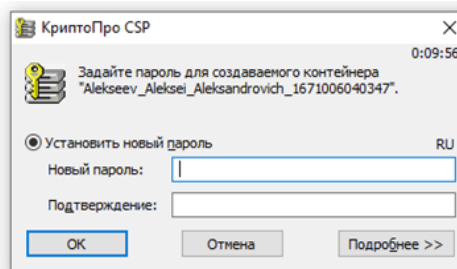 КриптоПро CSP
0:09:56
Задайте пароль для создаваемого контейнера
"Alekseev_Aleksei_Aleksandrovich_1671006040347".
Установить новый пароль
RU
Новый пароль:
Подтверждение:
OK
Отмена
Подробнее >>